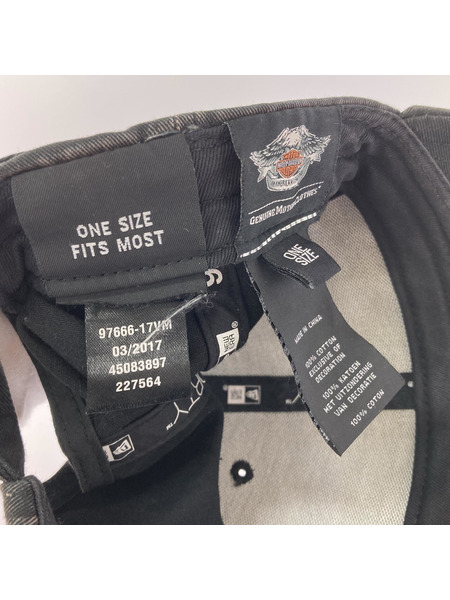 ONE SIZE
FITS MOST
97666-17VM
03/2017
45083897
227564
GENUINE MOTORCLOTHES
ONE
SIZE
MADE IN CHINA
100% COTTON
EXCLUSIVE OF
DECORATION
100% KATOEN
MET UITZONDERING
VAN DECORATIE
100% COTON